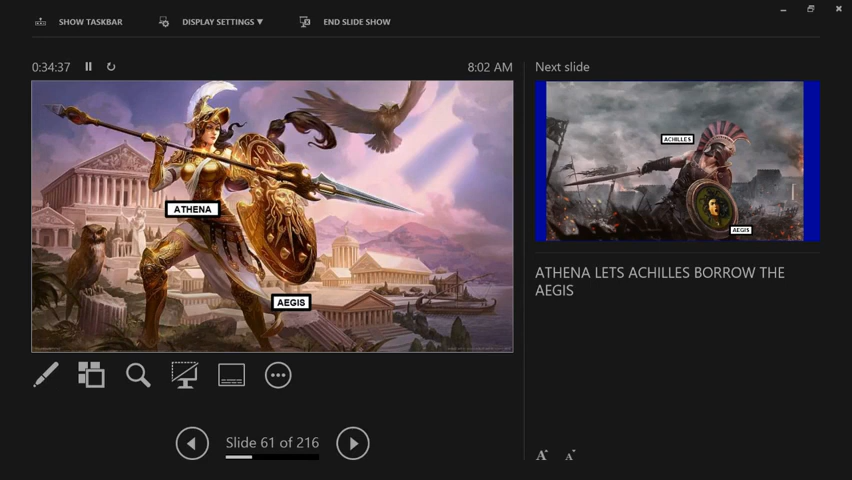 SHOW TASKBAR
DISPLAY SETTINGS ▼
END SLIDE SHOW
0:34:37
8:02 AM
Next slide
ATHENA
AEGIS
ACHILLES
AEGIS
ATHENA LETS ACHILLES BORROW THE
AEGIS
Slide 61 of 216
A A